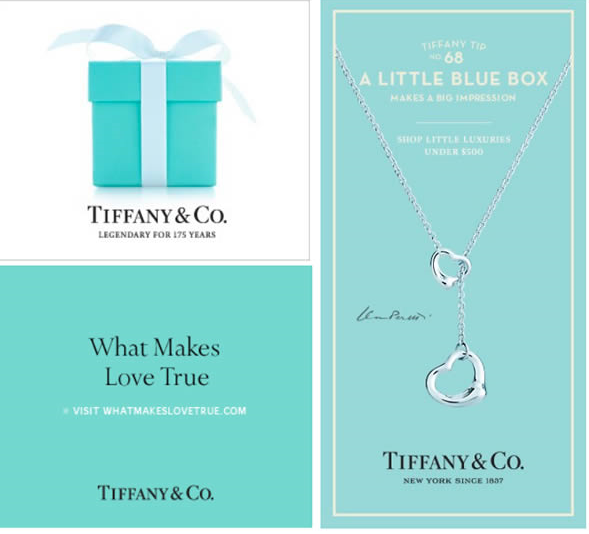 TIFFANY & CO.
LEGENDARY FOR 175 YEARS
What Makes
Love True
VISIT WHATMAKESLOVETRUE.COM
TIFFANY & CO.
TIFFANY TIP
NO 68
A LITTLE BLUE BOX
MAKES A BIG IMPRESSION
SHOP LITTLE LUXURIES
UNDER $500
TIFFANY & CO.
NEW YORK SINCE 1837